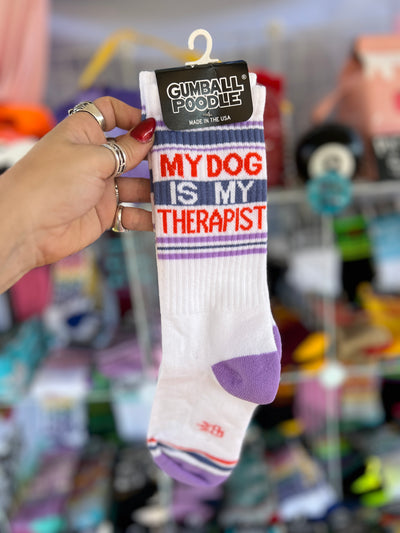 GUMBALL
POODLE®
MADE IN THE USA
MY DOG
IS MY
THERAPIST